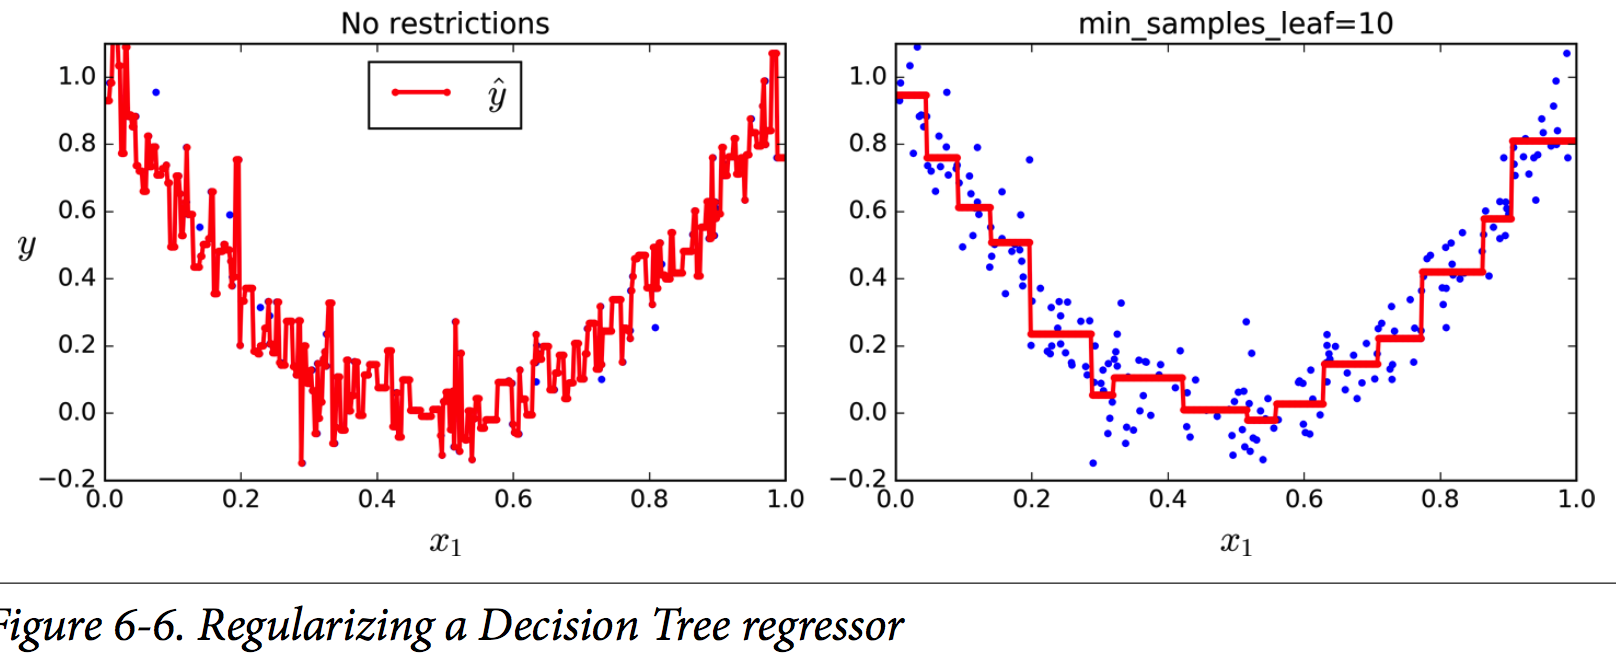 No restrictions
min_samples_leaf=10
1.0
0.8
0.6
0.4
0.2
0.0
−0.2
y
ŷ
0.0 0.2 0.4 0.6 0.8 1.0
x₁
1.0
0.8
0.6
0.4
0.2
0.0
−0.2
0.0 0.2 0.4 0.6 0.8 1.0
x₁
Figure 6-6. Regularizing a Decision Tree regressor